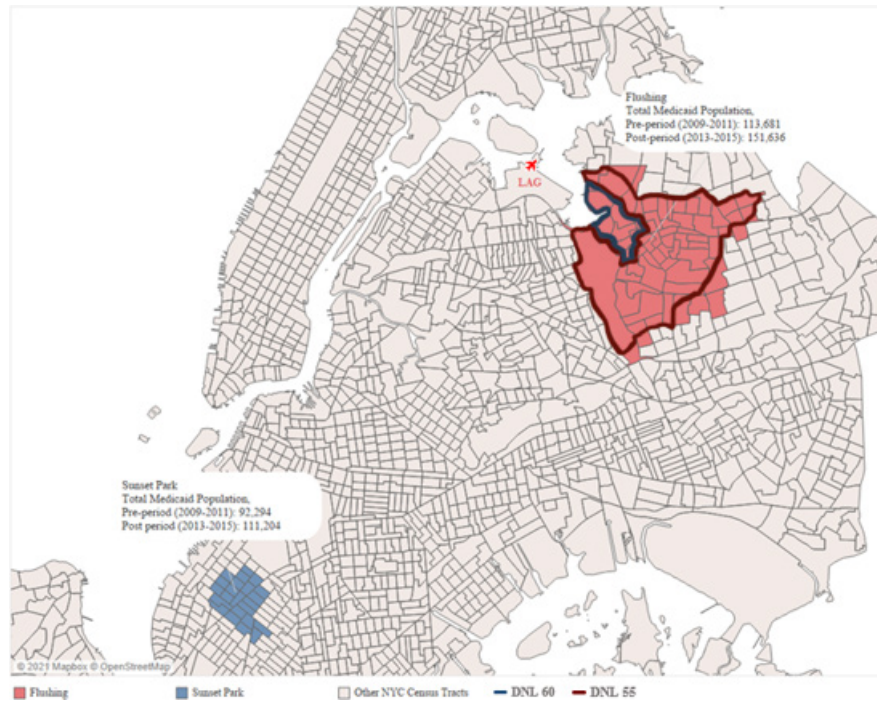 Flushing
Total Medicaid Population,
Pre-period (2009-2011): 113,681
Post-period (2013-2015): 151,636
LAG
Sunset Park
Total Medicaid Population,
Pre-period (2009-2011): 92,294
Post period (2013-2015): 111,204
© 2021 Mapbox © OpenStreetMap
Flushing
Sunset Park
Other NYC Census Tracts
DNL 60
DNL 55